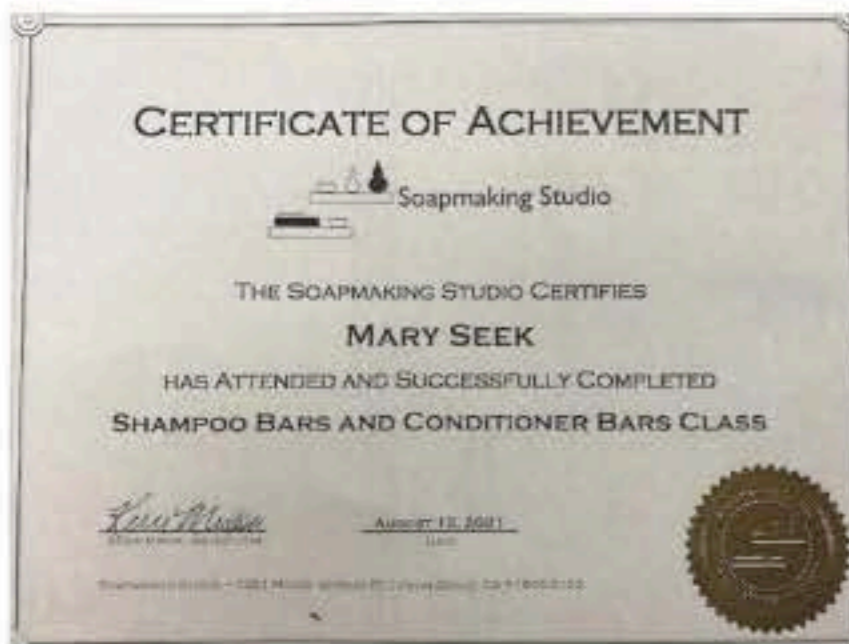 CERTIFICATE OF ACHIEVEMENT
Soapmaking Studio
THE SOAPMAKING STUDIO CERTIFIES
MARY SEEK
HAS ATTENDED AND SUCCESSFULLY COMPLETED
SHAMPOO BARS AND CONDITIONER BARS CLASS